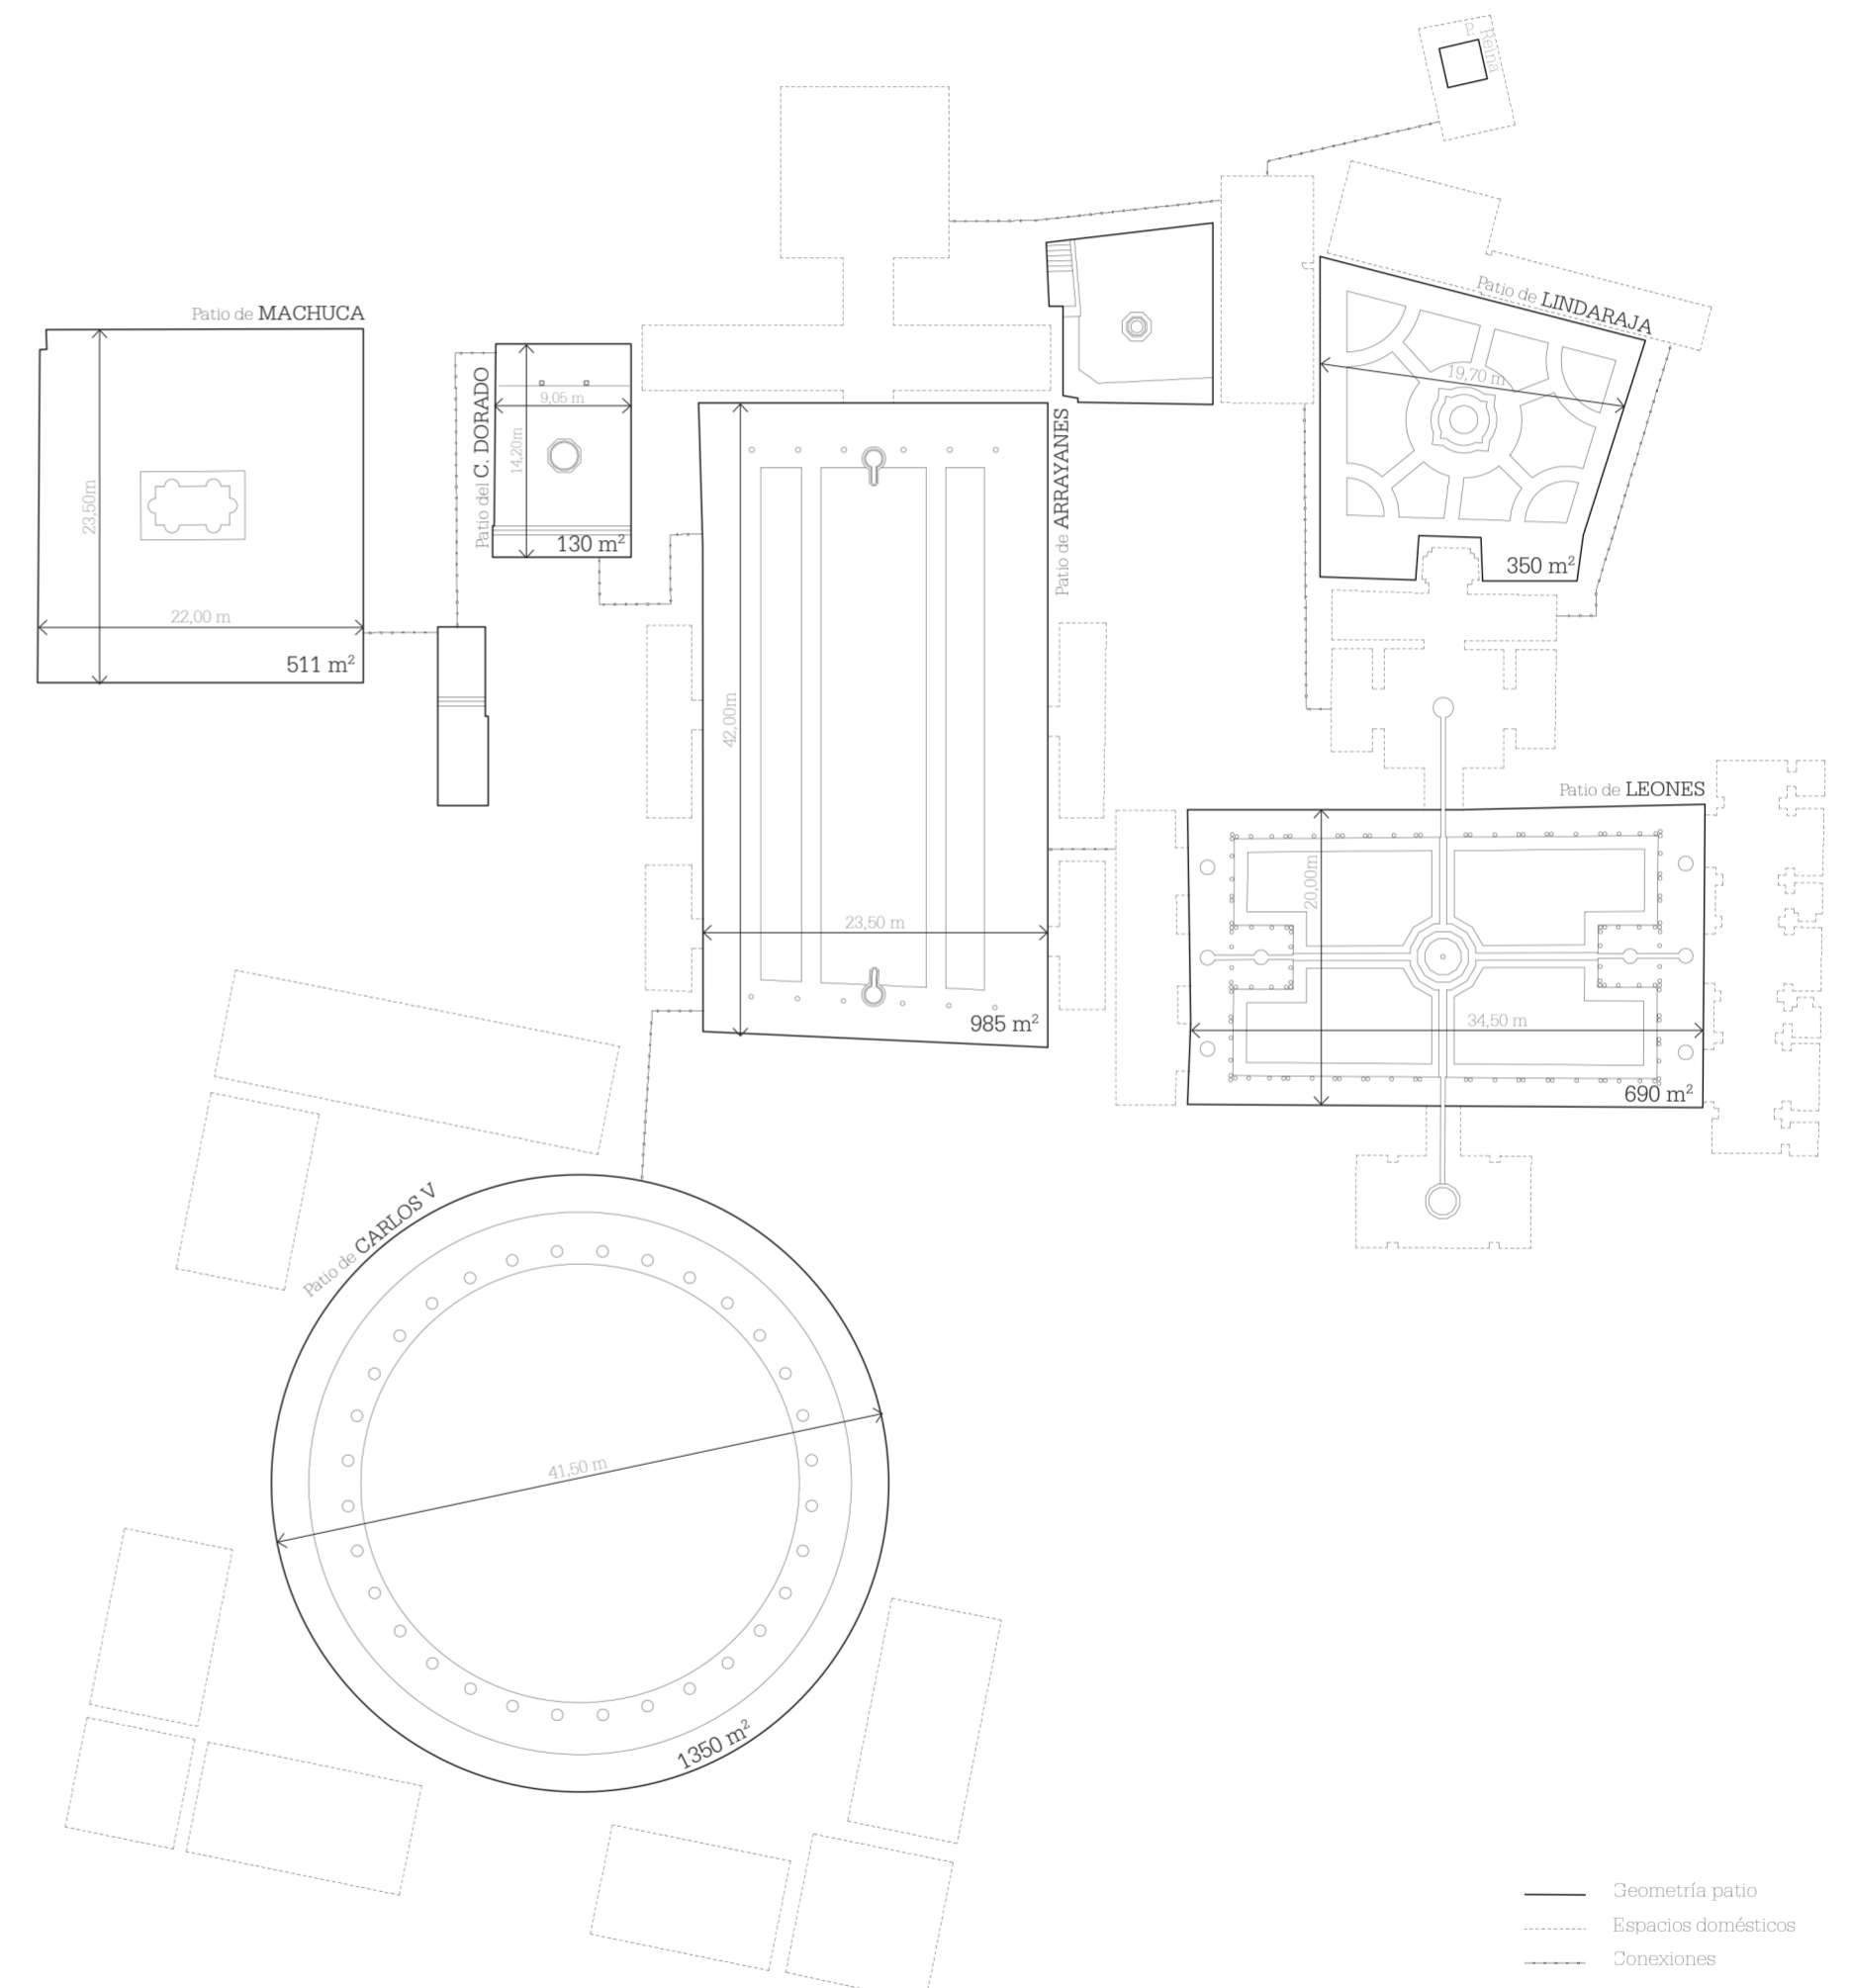 P.
Reina
Patio de LINDARAJA
19,70 m
350 m²
Patio de MACHUCA
23,50m
22,00 m
511 m²
Patio del C. DORADO
9,05 m
14,20m
130 m²
Patio de ARRAYANES
42,00m
23,50 m
985 m²
Patio de LEONES
20,00m
34,50 m
690 m²
Patio de CARLOS V
41,50 m
1350 m²
Geometría patio
Espacios domésticos
Conexiones